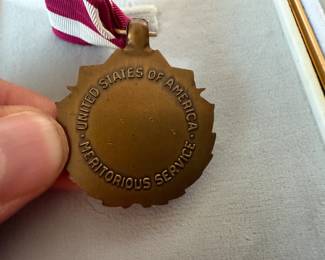 UNITED STATES OF AMERICA
MERITORIOUS SERVICE